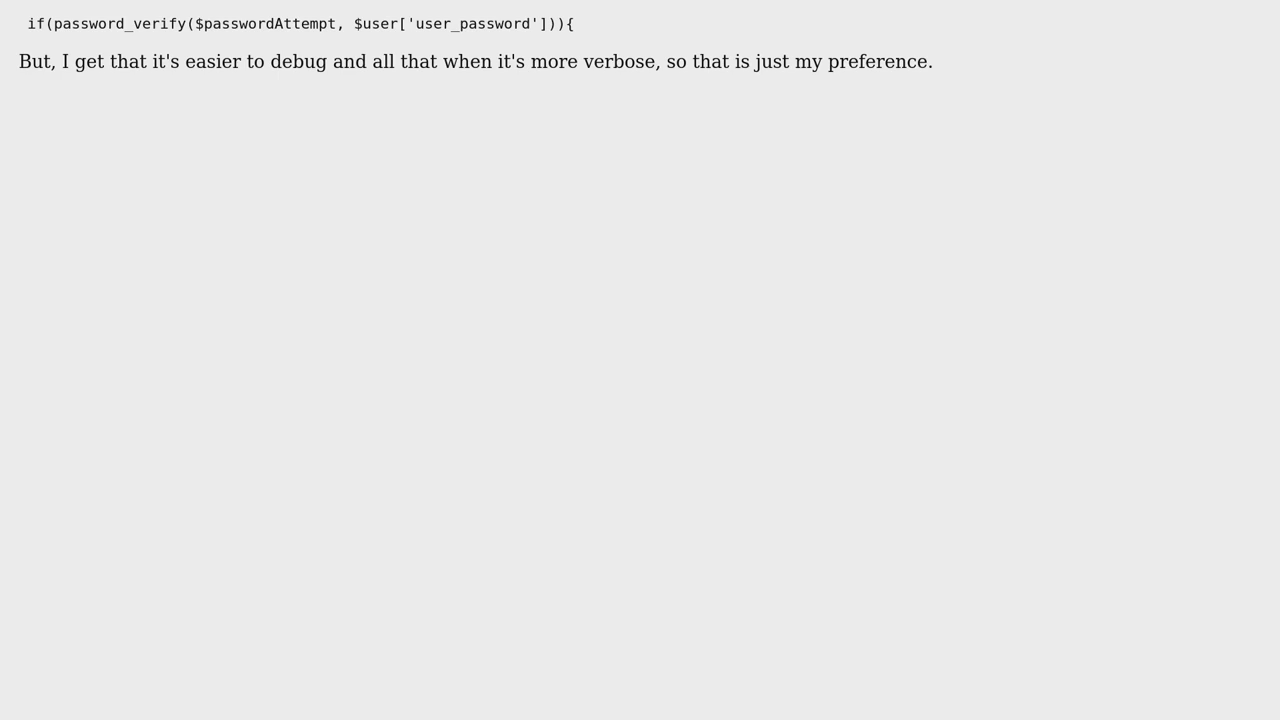 if(password_verify($passwordAttempt, $user['user_password'])){
But, I get that it's easier to debug and all that when it's more verbose, so that is just my preference.